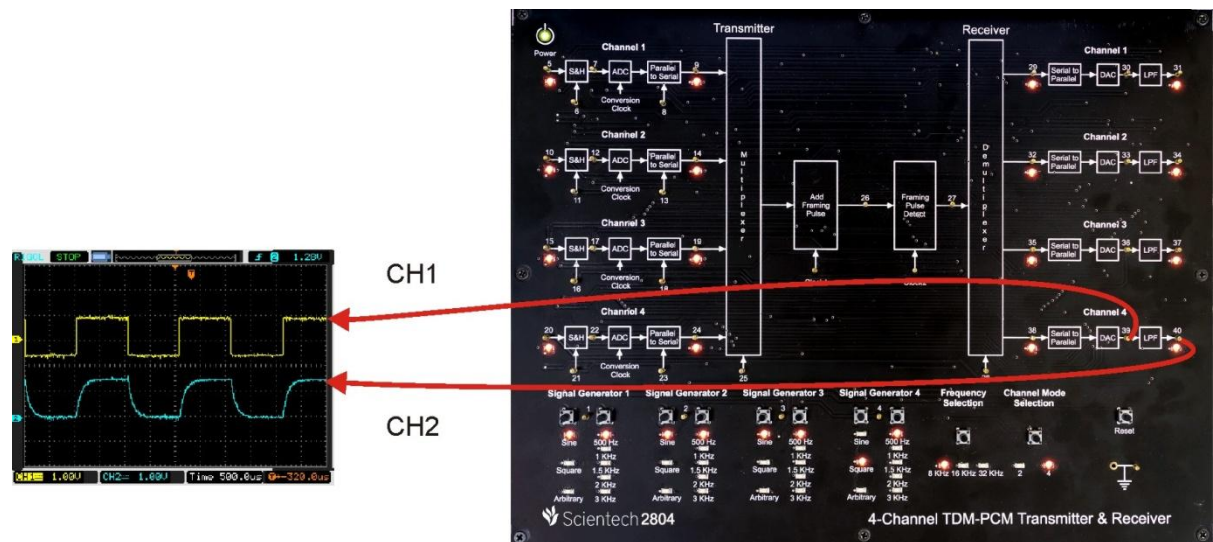 Transmitter Receiver
Power
Channel 1 Channel 1
5 7 9 29 30 31
S&H ADC Parallel to Serial Serial to Parallel DAC LPF
6 Conversion Clock 8
Channel 2 Channel 2
10 12 14 32 33 34
S&H ADC Parallel to Serial Serial to Parallel DAC LPF
11 Conversion Clock 13
Multiplexer Demultiplexer
Add Framing Pulse 26 Framing Pulse Detect 27
Channel 3 Channel 3
15 17 19 35 36 37
S&H ADC Parallel to Serial Serial to Parallel DAC LPF
16 Conversion Clock 18
Channel 4 Channel 4
20 22 24 38 39 40
S&H ADC Parallel to Serial Serial to Parallel DAC LPF
21 Conversion Clock 23 25
STOP 2 1.28V
CH1
CH2
CH1= 1.00V CH2= 1.00V Time 500.0us -320.0us
Signal Generator 1 Signal Generator 2 Signal Generator 3 Signal Generator 4 Frequency Selection Channel Mode Selection
1 2 3 4 Reset
Sine 500 Hz Sine 500 Hz Sine 500 Hz Sine 500 Hz
1 KHz 1 KHz 1 KHz 1 KHz
Square 1.5 KHz Square 1.5 KHz Square 1.5 KHz Square 1.5 KHz 8 KHz 16 KHz 32 KHz 2 4
2 KHz 2 KHz 2 KHz 2 KHz
Arbitrary 3 KHz Arbitrary 3 KHz Arbitrary 3 KHz Arbitrary 3 KHz
Scientech 2804 4-Channel TDM-PCM Transmitter & Receiver